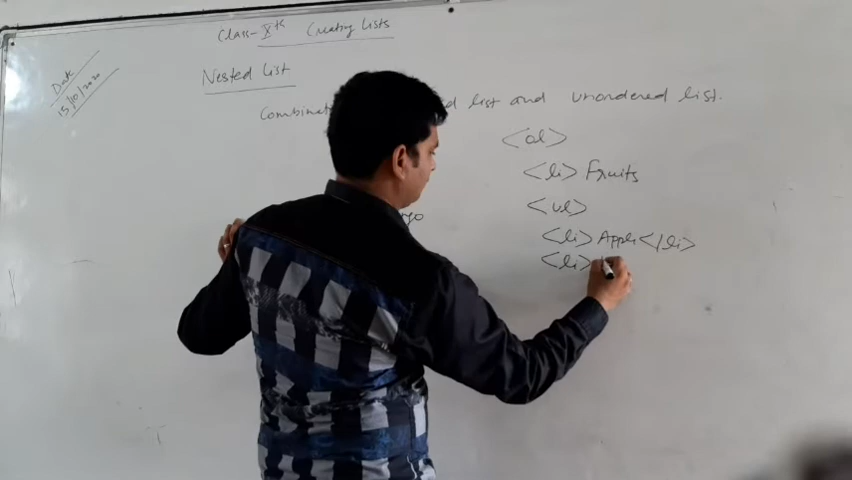 Class-Xth Creating Lists
Date
15/10/2020
Nested List
Combinat d list and unordered list.
<ol>
<li> Fruits
<ul>
go
<li> Apple </li>
<li>